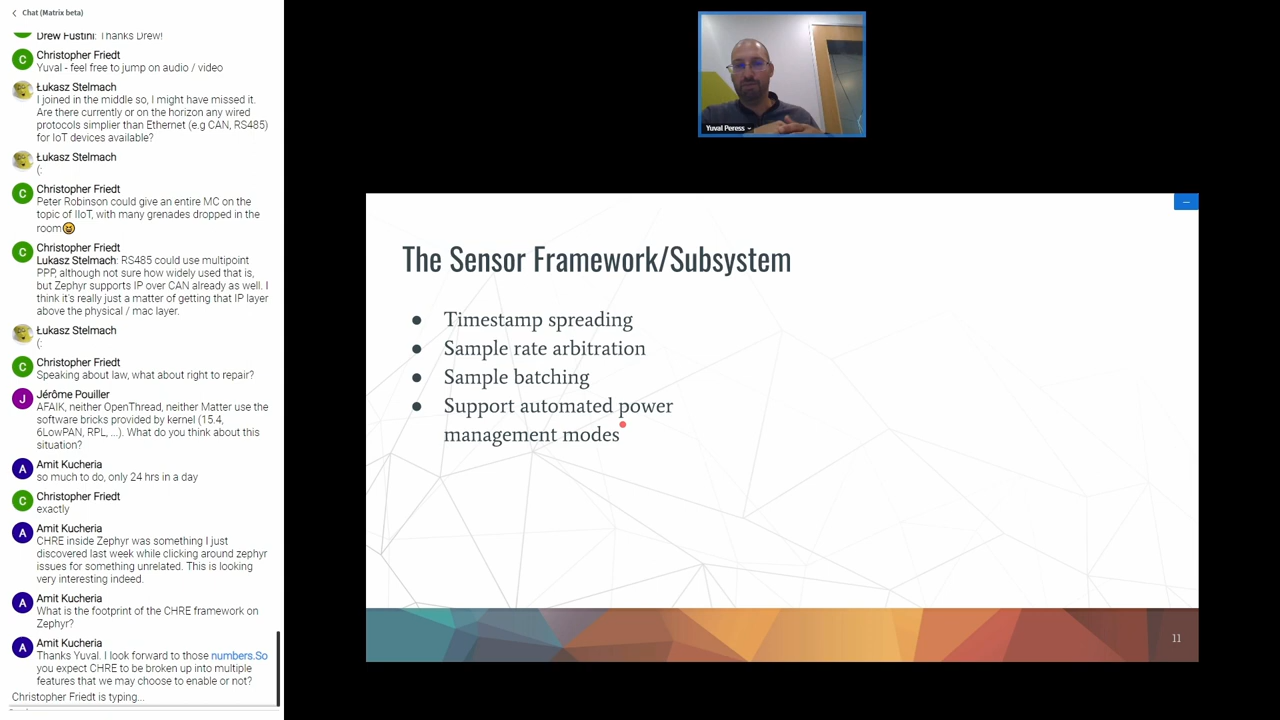 Chat (Matrix beta)
Drew Fustini: Thanks Drew!
C
Christopher Friedt
Yuval - feel free to jump on audio / video
Łukasz Stelmach
I joined in the middle so, I might have missed it.
Are there currently or on the horizon any wired
protocols simplier than Ethernet (e.g CAN, RS485)
for IoT devices available?
Łukasz Stelmach
(:
C
Christopher Friedt
Peter Robinson could give an entire MC on the
topic of IIoT, with many grenades dropped in the
room😄
C
Christopher Friedt
Lukasz Stelmach: RS485 could use multipoint
PPP, although not sure how widely used that is,
but Zephyr supports IP over CAN already as well. I
think it's really just a matter of getting that IP layer
above the physical / mac layer.
Łukasz Stelmach
(:
C
Christopher Friedt
Speaking about law, what about right to repair?
J
Jérôme Pouiller
AFAIK, neither OpenThread, neither Matter use the
software bricks provided by kernel (15.4,
6LowPAN, RPL, ...). What do you think about this
situation?
A
Amit Kucheria
so much to do, only 24 hrs in a day
C
Christopher Friedt
exactly
A
Amit Kucheria
CHRE inside Zephyr was something I just
discovered last week while clicking around zephyr
issues for something unrelated. This is looking
very interesting indeed.
A
Amit Kucheria
What is the footprint of the CHRE framework on
Zephyr?
A
Amit Kucheria
Thanks Yuval. I look forward to those numbers.So
you expect CHRE to be broken up into multiple
features that we may choose to enable or not?
Christopher Friedt is typing...
Yuval Peress
The Sensor Framework/Subsystem
● Timestamp spreading
● Sample rate arbitration
● Sample batching
● Support automated power
management modes
11